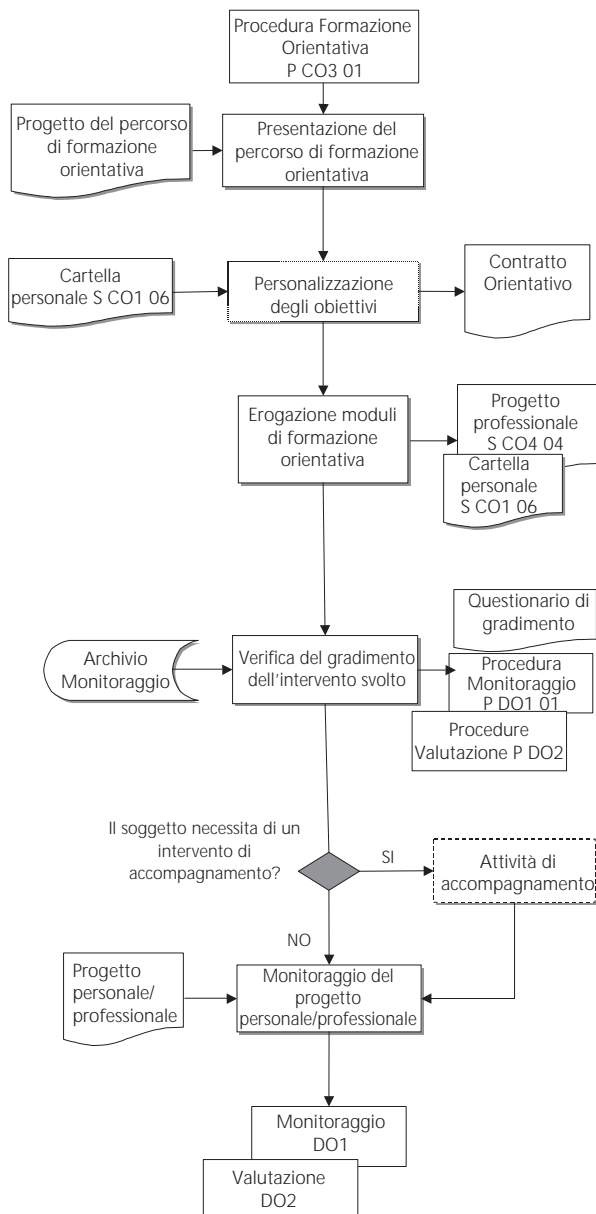 Procedura Formazione
Orientativa
P CO3 01
Progetto del percorso
di formazione
orientativa
Presentazione del
percorso di formazione
orientativa
Cartella
personale S CO1 06
Personalizzazione
degli obiettivi
Contratto
Orientativo
Erogazione moduli
di formazione
orientativa
Progetto
professionale
S CO4 04
Cartella
personale
S CO1 06
Archivio
Monitoraggio
Verifica del gradimento
dell'intervento svolto
Questionario di
gradimento
Procedura
Monitoraggio
P DO1 01
Procedure
Valutazione P DO2
Il soggetto necessita di un
intervento di
accompagnamento?
SI
Attività di
accompagnamento
NO
Progetto
personale/
professionale
Monitoraggio del
progetto
personale/professionale
Monitoraggio
DO1
Valutazione
DO2